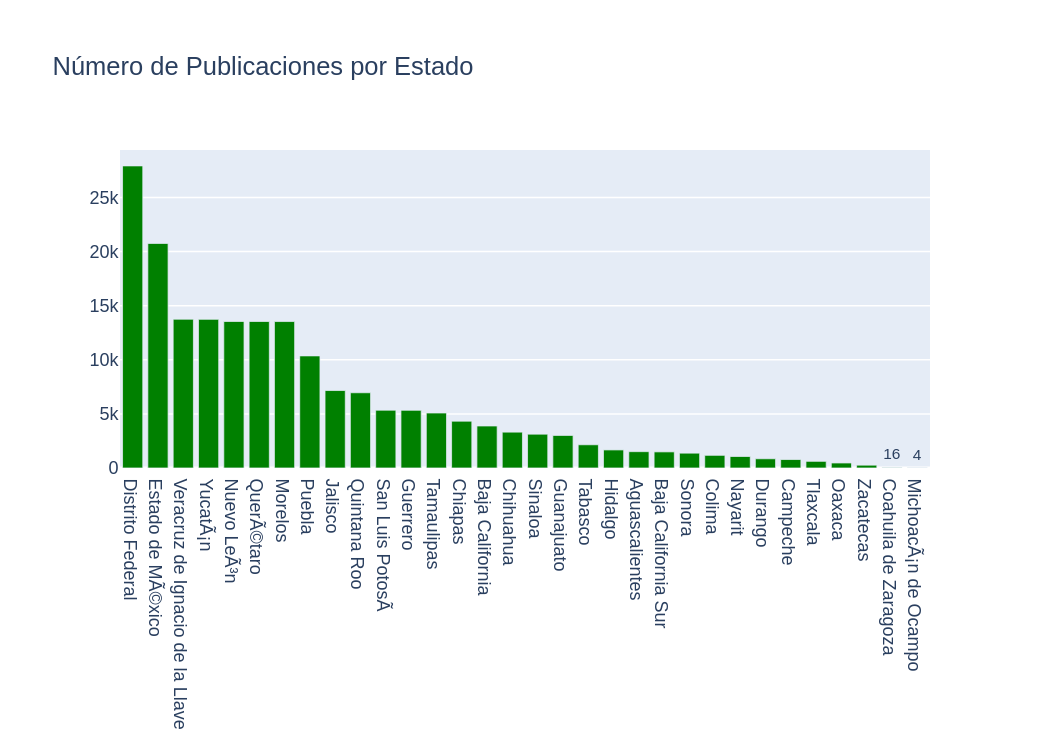 Número de Publicaciones por Estado
25k
20k
15k
10k
5k
0
16
4
Distrito Federal
Estado de MÃ©xico
Veracruz de Ignacio de la Llave
YucatÃ¡n
Nuevo LeÃ³n
QuerÃ©taro
Morelos
Puebla
Jalisco
Quintana Roo
San Luis PotosÃ
Guerrero
Tamaulipas
Chiapas
Baja California
Chihuahua
Sinaloa
Guanajuato
Tabasco
Hidalgo
Aguascalientes
Baja California Sur
Sonora
Colima
Nayarit
Durango
Campeche
Tlaxcala
Oaxaca
Zacatecas
Coahuila de Zaragoza
MichoacÃ¡n de Ocampo